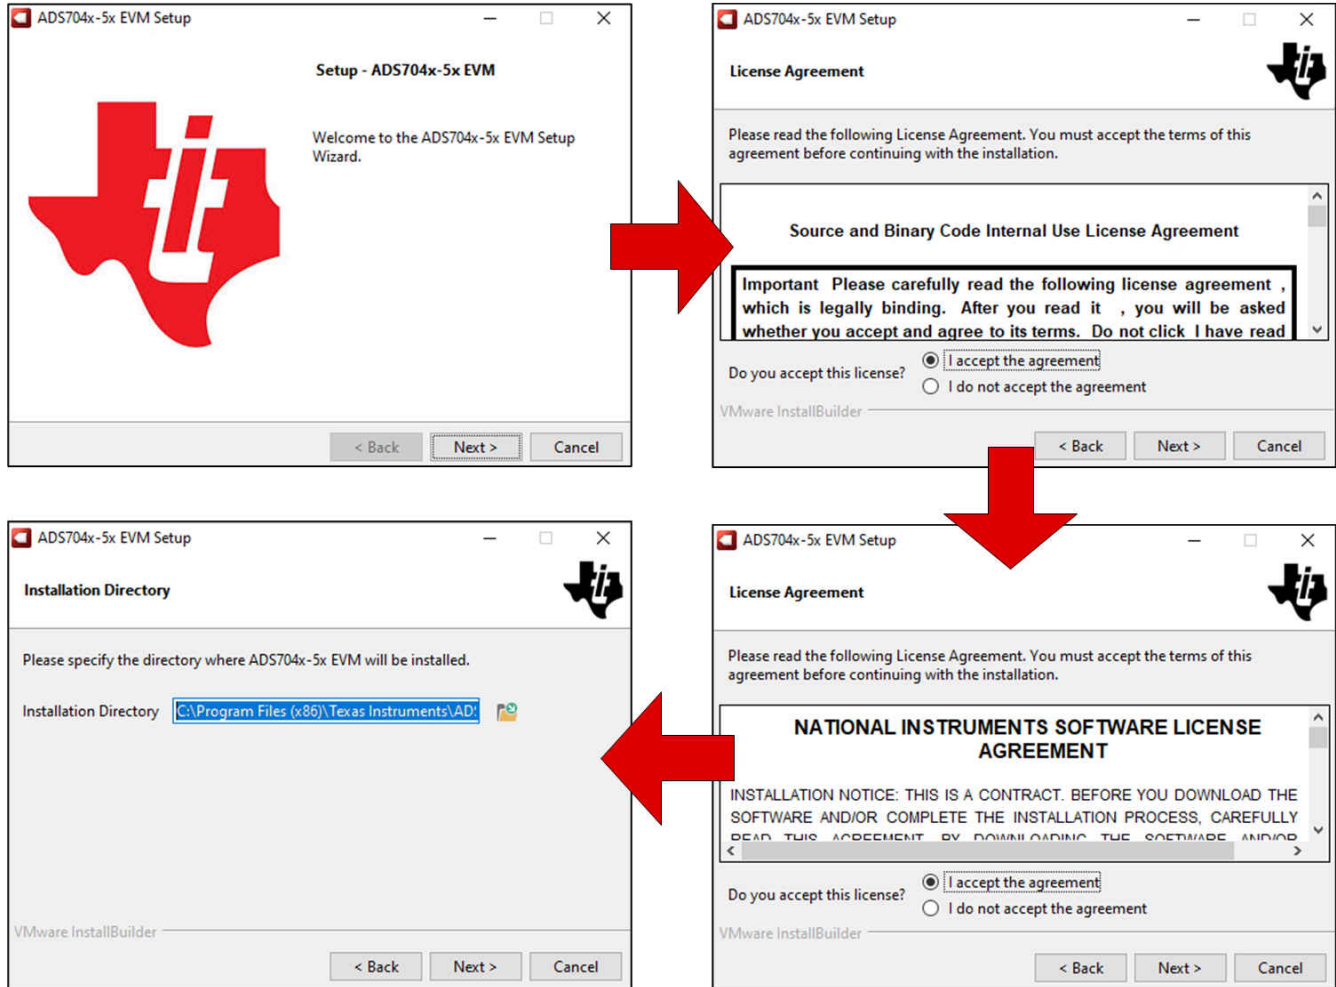 ADS704x-5x EVM Setup
Setup - ADS704x-5x EVM
Welcome to the ADS704x-5x EVM Setup
Wizard.
< Back
Next >
Cancel
ADS704x-5x EVM Setup
License Agreement
Please read the following License Agreement. You must accept the terms of this
agreement before continuing with the installation.
Source and Binary Code Internal Use License Agreement
Important Please carefully read the following license agreement ,
which is legally binding. After you read it , you will be asked
whether you accept and agree to its terms. Do not click I have read
Do you accept this license?
I accept the agreement
I do not accept the agreement
VMware InstallBuilder
< Back
Next >
Cancel
ADS704x-5x EVM Setup
License Agreement
Please read the following License Agreement. You must accept the terms of this
agreement before continuing with the installation.
NATIONAL INSTRUMENTS SOFTWARE LICENSE
AGREEMENT
INSTALLATION NOTICE: THIS IS A CONTRACT. BEFORE YOU DOWNLOAD THE
SOFTWARE AND/OR COMPLETE THE INSTALLATION PROCESS, CAREFULLY
READ THIS AGREEMENT. BY DOWNLOADING THE SOFTWARE AND/OR
Do you accept this license?
I accept the agreement
I do not accept the agreement
VMware InstallBuilder
< Back
Next >
Cancel
ADS704x-5x EVM Setup
Installation Directory
Please specify the directory where ADS704x-5x EVM will be installed.
Installation Directory
C:\Program Files (x86)\Texas Instruments\AD
VMware InstallBuilder
< Back
Next >
Cancel